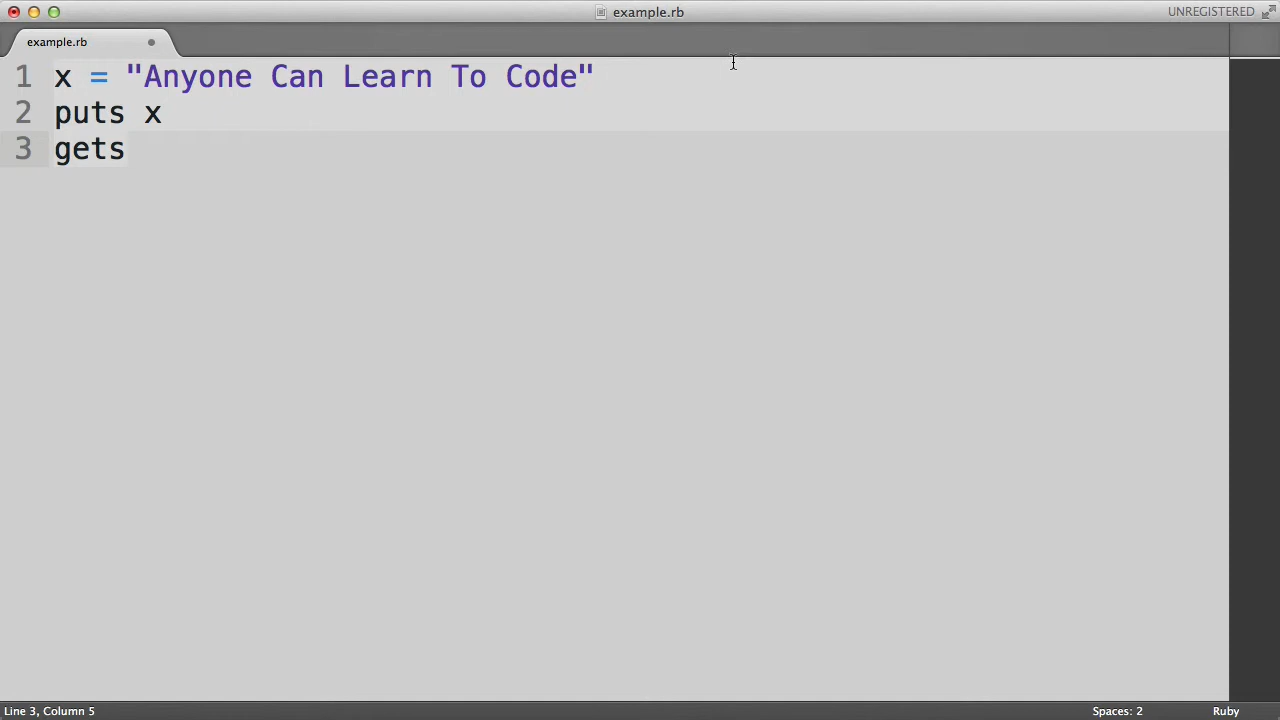 example.rb
UNREGISTERED
example.rb
1 x = "Anyone Can Learn To Code"
2 puts x
3 gets
Line 3, Column 5
Spaces: 2
Ruby